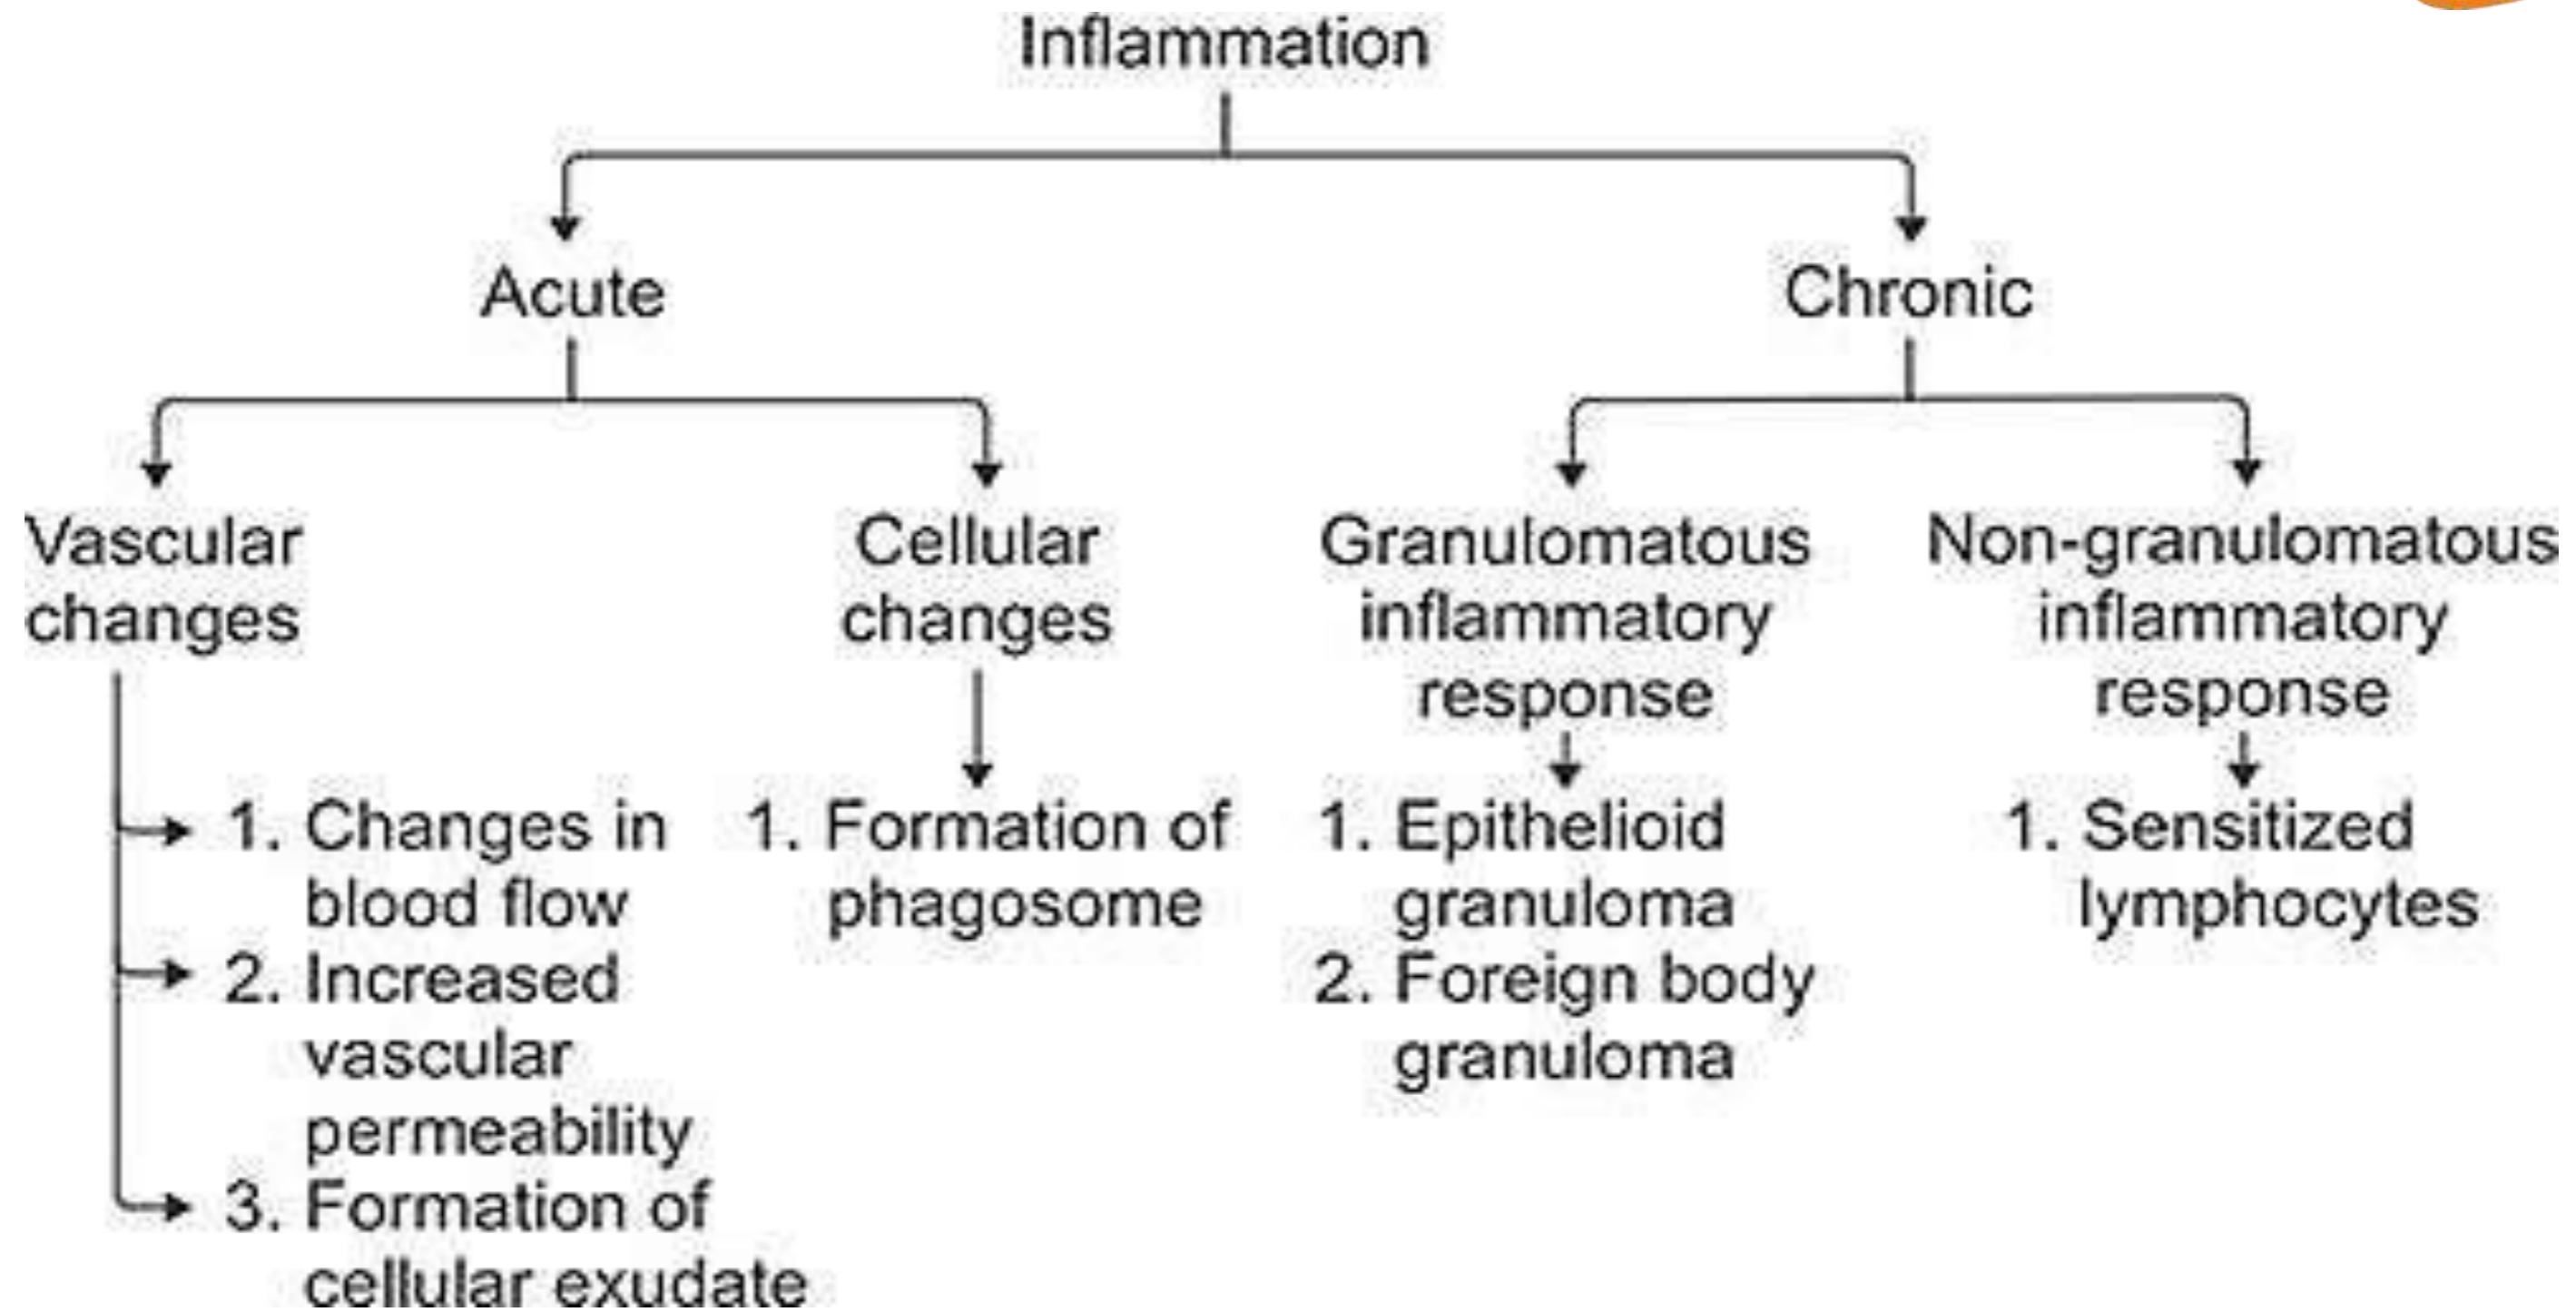 Inflammation
Acute
Chronic
Vascular
changes
Cellular
changes
Granulomatous
inflammatory
response
Non-granulomatous
inflammatory
response
1. Changes in
blood flow
2. Increased
vascular
permeability
3. Formation of
cellular exudate
1. Formation of
phagosome
1. Epithelioid
granuloma
2. Foreign body
granuloma
1. Sensitized
lymphocytes